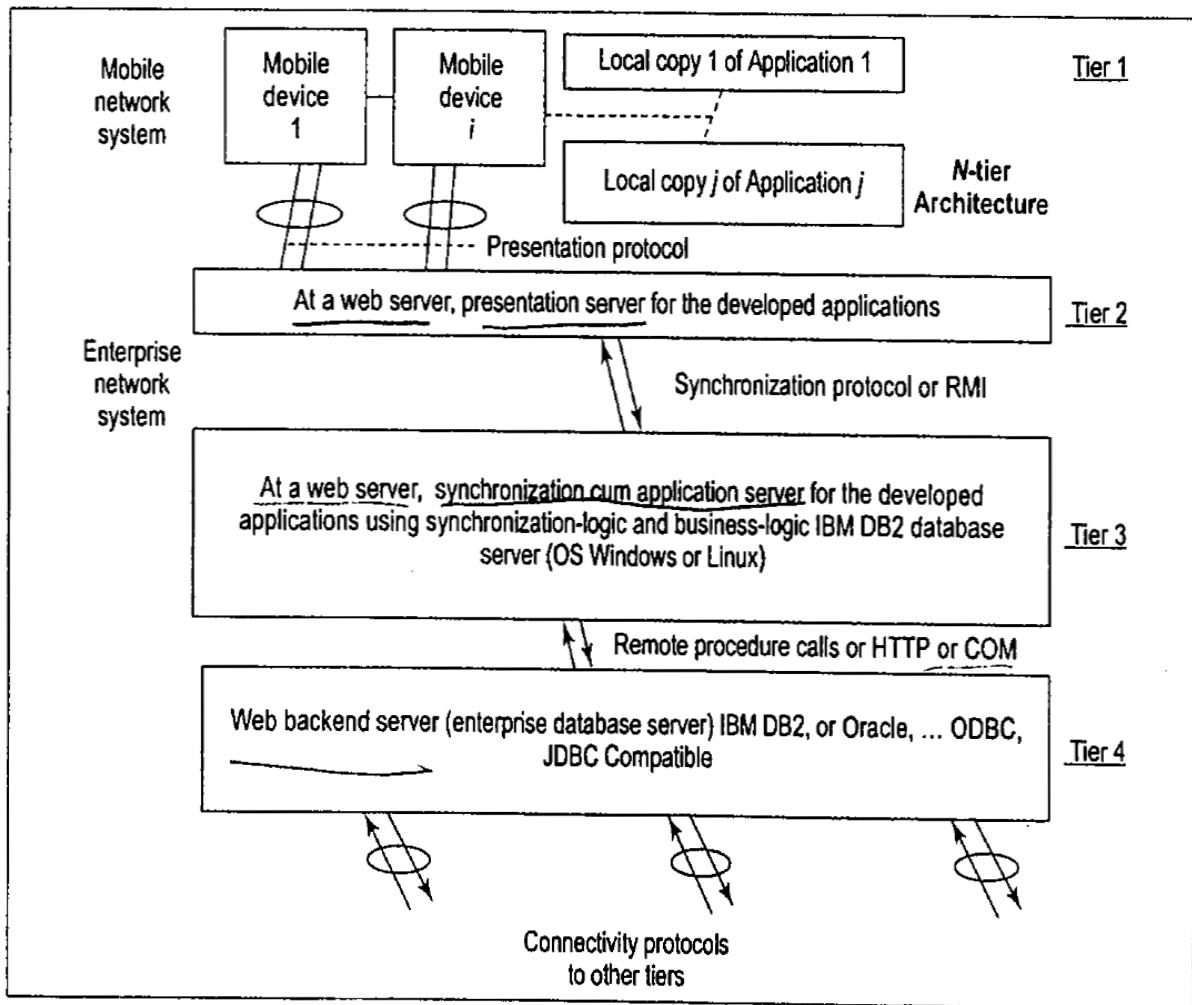 Mobile
network
system
Mobile
device
1
Mobile
device
i
Local copy 1 of Application 1
Tier 1
Local copy j of Application j
N-tier
Architecture
Presentation protocol
At a web server, presentation server for the developed applications
Tier 2
Enterprise
network
system
Synchronization protocol or RMI
At a web server, synchronization cum application server for the developed
applications using synchronization-logic and business-logic IBM DB2 database
server (OS Windows or Linux)
Tier 3
Remote procedure calls or HTTP or COM
Web backend server (enterprise database server) IBM DB2, or Oracle, ... ODBC,
JDBC Compatible
Tier 4
Connectivity protocols
to other tiers